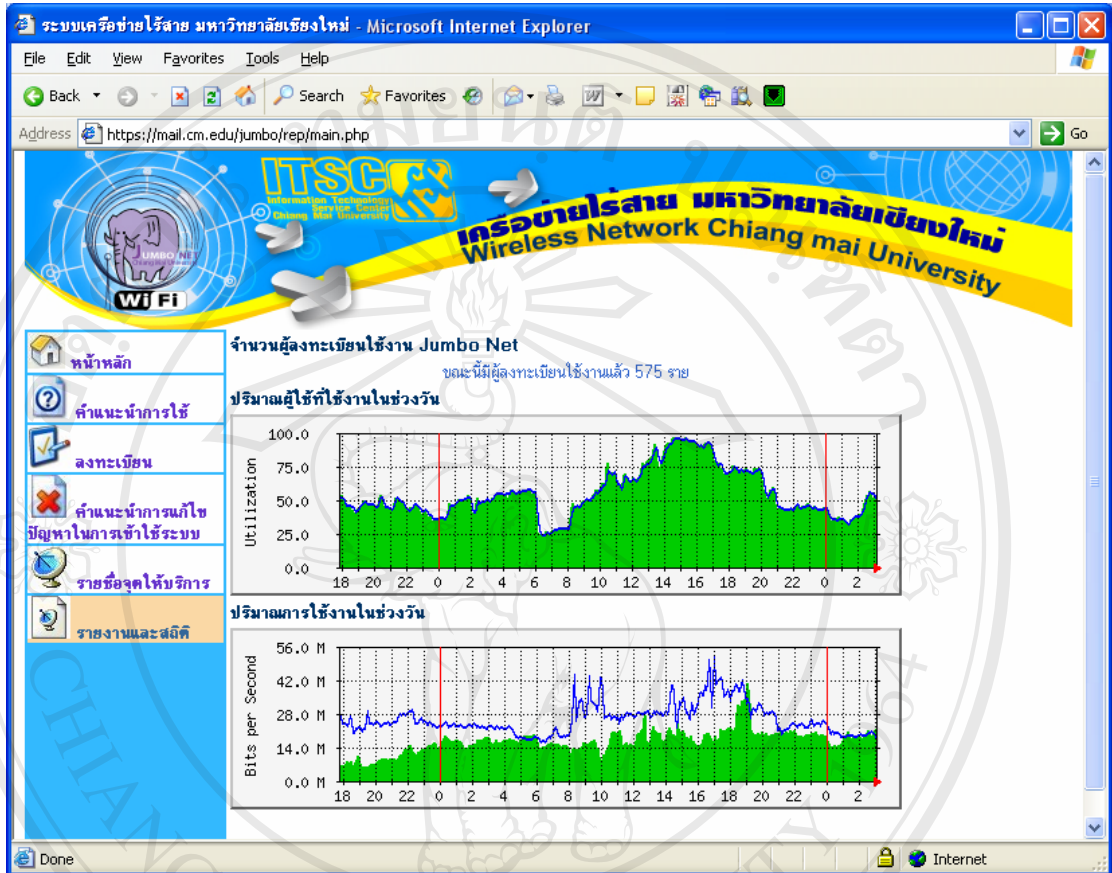 ระบบเครือข่ายไร้สาย มหาวิทยาลัยเชียงใหม่ - Microsoft Internet Explorer
File Edit View Favorites Tools Help
Back Search Favorites
Address https://mail.cm.edu/jumbo/rep/main.php Go
ITSC
Information Technology
Service Center
Chiang Mai University
เครือข่ายไร้สาย มหาวิทยาลัยเชียงใหม่
Wireless Network Chiang mai University
JUMBO NET
Wi Fi
หน้าหลัก
คำแนะนำการใช้
ลงทะเบียน
คำแนะนำการแก้ไข
ปัญหาในการเข้าใช้ระบบ
รายชื่อจุดให้บริการ
รายงานและสถิติ
จำนวนผู้ลงทะเบียนใช้งาน Jumbo Net
ขณะนี้มีผู้ลงทะเบียนใช้งานแล้ว 575 ราย
ปริมาณผู้ใช้ที่ใช้งานในช่วงวัน
Utilization
100.0
75.0
50.0
25.0
0.0
18 20 22 0 2 4 6 8 10 12 14 16 18 20 22 0 2
ปริมาณการใช้งานในช่วงวัน
Bits per Second
56.0 M
42.0 M
28.0 M
14.0 M
0.0 M
18 20 22 0 2 4 6 8 10 12 14 16 18 20 22 0 2
Done Internet